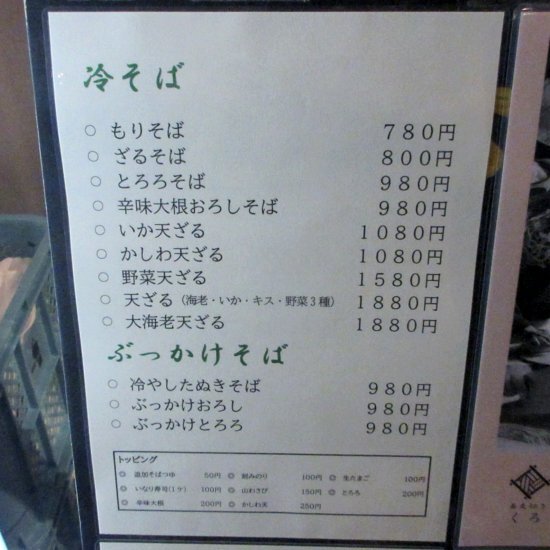 冷そば
○ もりそば 780円
○ ざるそば 800円
○ とろろそば 980円
○ 辛味大根おろしそば 980円
○ いか天ざる 1080円
○ かしわ天ざる 1080円
○ 野菜天ざる 1580円
○ 天ざる(海老・いか・キス・野菜3種) 1880円
○ 大海老天ざる 1880円
ぶっかけそば
○ 冷やしたぬきそば 980円
○ ぶっかけおろし 980円
○ ぶっかけとろろ 980円
トッピング
◎ 追加そばつゆ 50円 ◎ 刻みのり 100円 ◎ 生たまご 100円
◎ いなり寿司(1ケ) 100円 ◎ 山わさび 150円 ◎ とろろ 200円
◎ 辛味大根 200円 ◎ かしわ天 250円
くろ